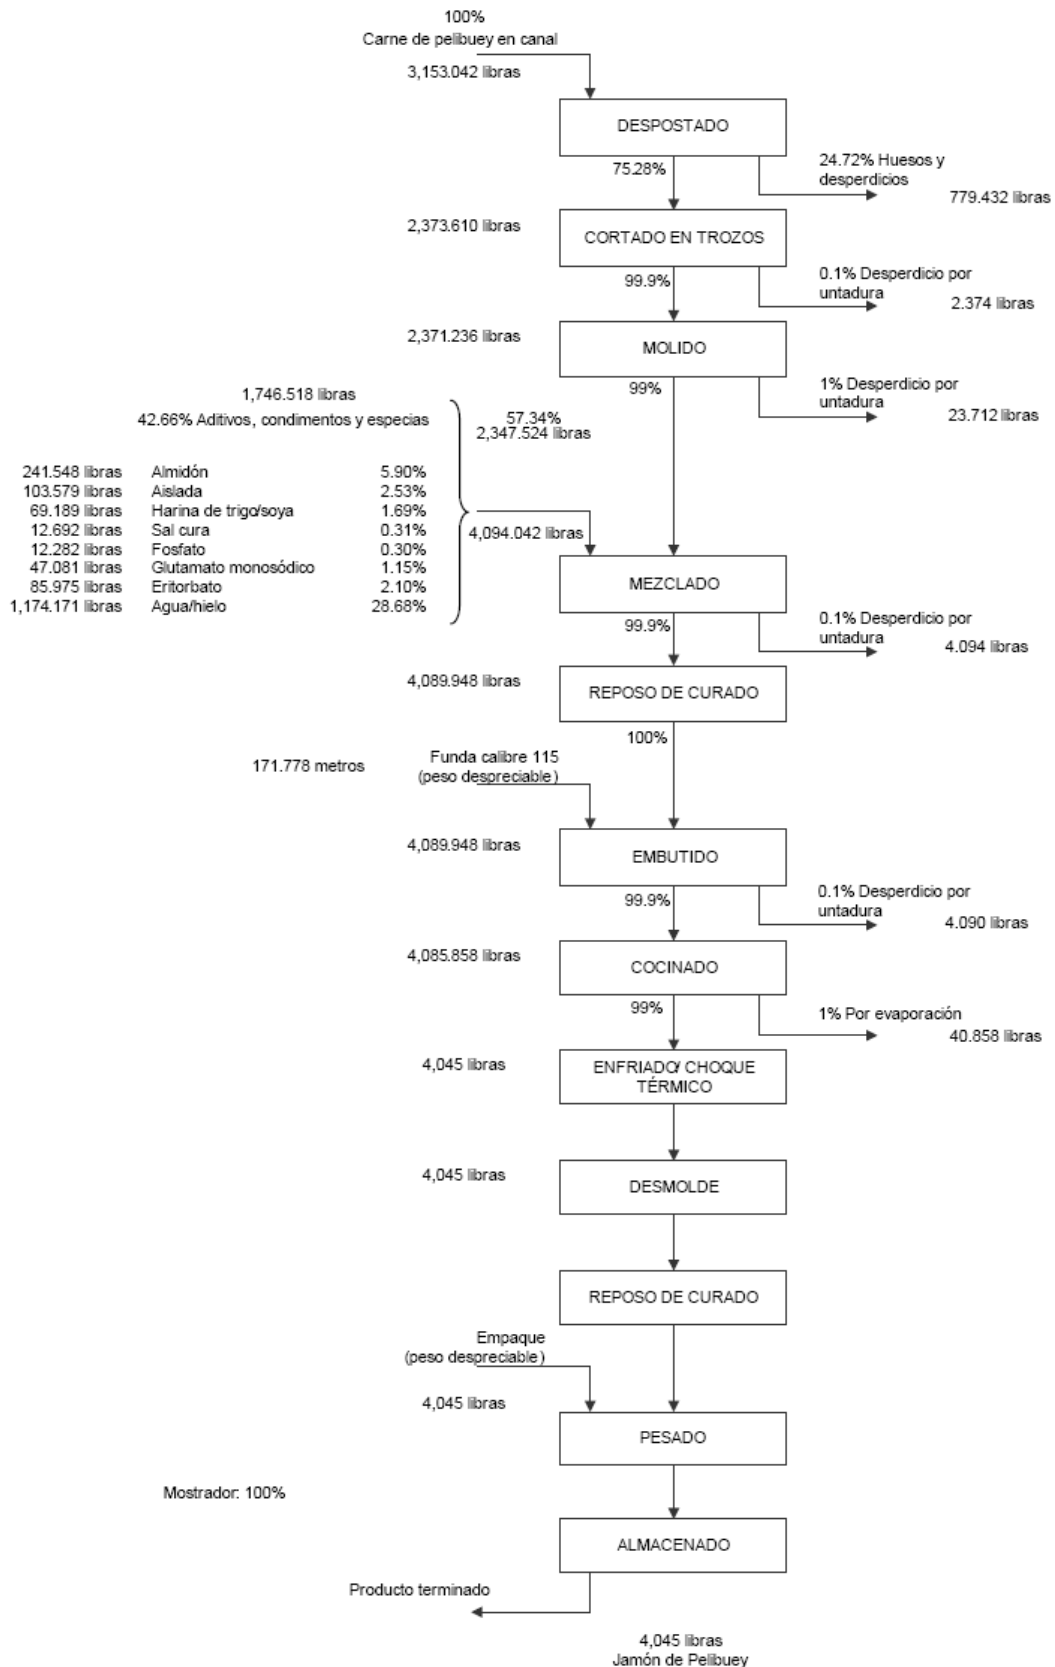 100%
Carne de pelibuey en canal
3,153.042 libras
DESPOSTADO
75.28%
24.72% Huesos y
desperdicios
779.432 libras
2,373.610 libras
CORTADO EN TROZOS
99.9%
0.1% Desperdicio por
untadura
2.374 libras
2,371.236 libras
MOLIDO
99%
1% Desperdicio por
untadura
23.712 libras
1,746.518 libras
42.66% Aditivos, condimentos y especias
57.34%
2,347.524 libras
241.548 libras Almidón 5.90%
103.579 libras Aislada 2.53%
69.189 libras Harina de trigo/soya 1.69%
12.692 libras Sal cura 0.31%
12.282 libras Fosfato 0.30%
47.081 libras Glutamato monosódico 1.15%
85.975 libras Eritorbato 2.10%
1,174.171 libras Agua/hielo 28.68%
4,094.042 libras
MEZCLADO
99.9%
0.1% Desperdicio por
untadura
4.094 libras
4,089.948 libras
REPOSO DE CURADO
100%
171.778 metros
Funda calibre 115
(peso despreciable)
4,089.948 libras
EMBUTIDO
99.9%
0.1% Desperdicio por
untadura
4.090 libras
4,085.858 libras
COCINADO
99%
1% Por evaporación
40.858 libras
4,045 libras
ENFRIADO/ CHOQUE
TÉRMICO
4,045 libras
DESMOLDE
REPOSO DE CURADO
Empaque
(peso despreciable)
4,045 libras
PESADO
Mostrador: 100%
ALMACENADO
Producto terminado
4,045 libras
Jamón de Pelibuey